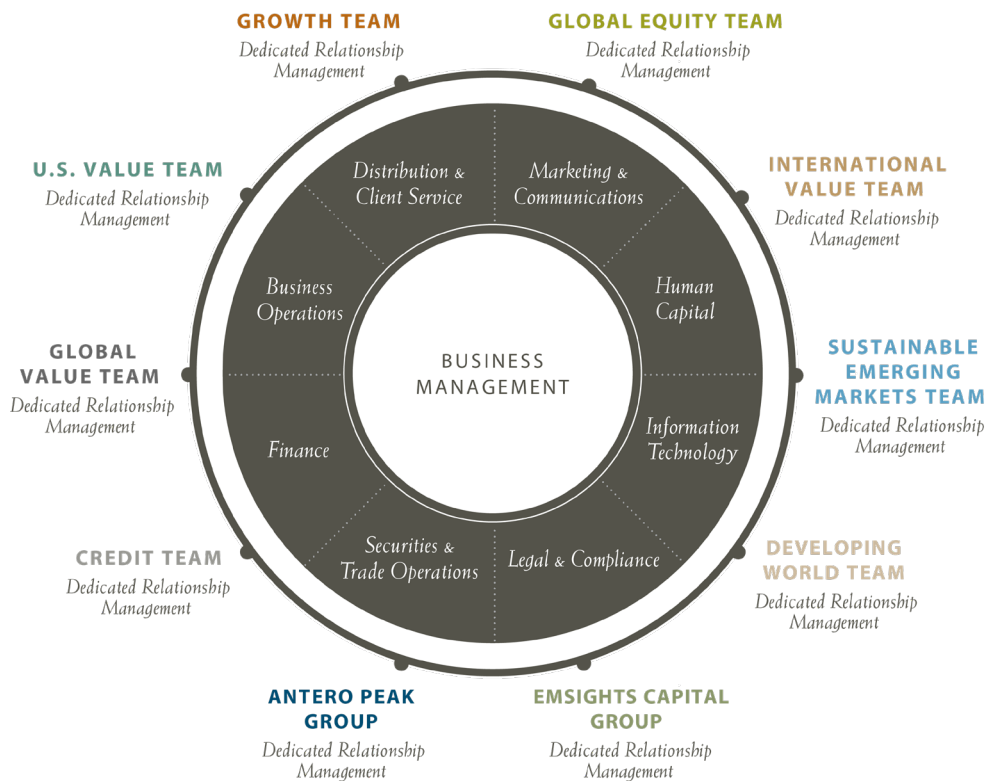 GROWTH TEAM
Dedicated Relationship
Management
GLOBAL EQUITY TEAM
Dedicated Relationship
Management
U.S. VALUE TEAM
Dedicated Relationship
Management
INTERNATIONAL
VALUE TEAM
Dedicated Relationship
Management
GLOBAL
VALUE TEAM
Dedicated Relationship
Management
SUSTAINABLE
EMERGING
MARKETS TEAM
Dedicated Relationship
Management
CREDIT TEAM
Dedicated Relationship
Management
DEVELOPING
WORLD TEAM
Dedicated Relationship
Management
ANTERO PEAK
GROUP
Dedicated Relationship
Management
EMSIGHTS CAPITAL
GROUP
Dedicated Relationship
Management
Distribution &
Client Service
Marketing &
Communications
Business
Operations
Human
Capital
Finance
Information
Technology
Securities &
Trade Operations
Legal & Compliance
BUSINESS
MANAGEMENT